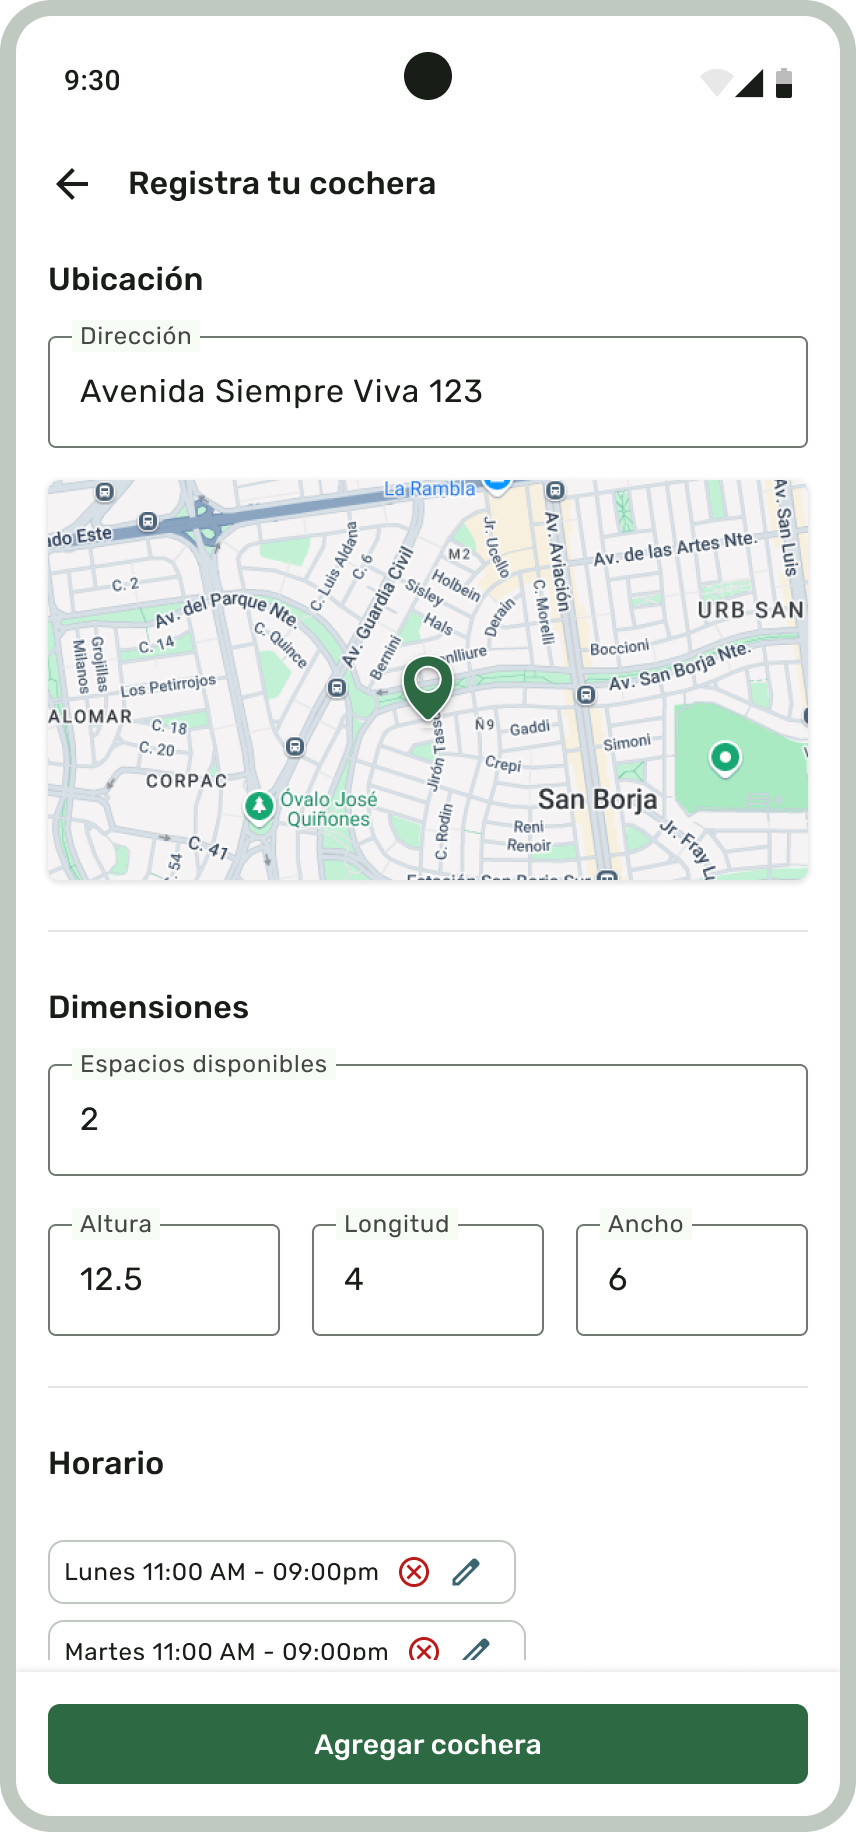 9:30
Registra tu cochera
Ubicación
Dirección
Avenida Siempre Viva 123
La Rambla
ado Este
C. Luis Aldana
C. 6
Av. Guardia Civil
M2
Jr. Ucello
Av. Aviación
Av. de las Artes Nte.
Av. San Luis
C. 2
Av. del Parque Nte.
Holbein
Sisley
Hals
Derain
C. Morelli
URB SAN
C. 14
C. Quince
Bernini
nlliure
Boccioni
Grojillas
Milanos
Los Petirrojos
Av. San Borja Nte.
ALOMAR
C. 18
C. 20
Ñ9
Gaddi
Simoni
Jirón Tasso
Crepi
CORPAC
Óvalo José
Quiñones
San Borja
C. Rodin
Reni
Renoir
Jr. Fray L
C. 41
54
Estación San Borja Sur
Dimensiones
Espacios disponibles
2
Altura
Longitud
Ancho
12.5
4
6
Horario
Lunes 11:00 AM - 09:00pm
Martes 11:00 AM - 09:00pm
Agregar cochera